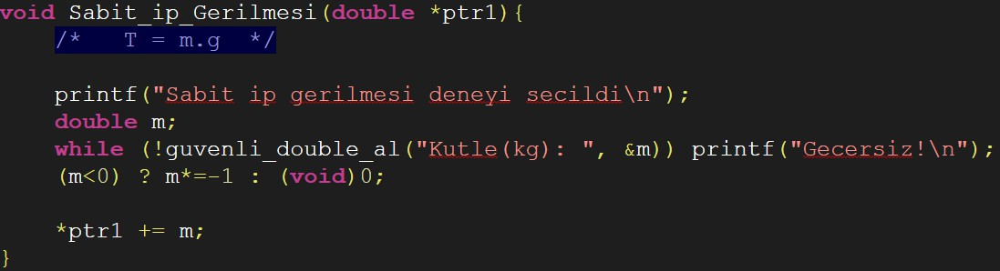 void Sabit_ip_Gerilmesi(double *ptr1){
/*   T = m.g  */
printf("Sabit ip gerilmesi deneyi secildi\n");
double m;
while (!guvenli_double_al("Kutle(kg): ", &m)) printf("Gecersiz!\n");
(m<0) ? m*=-1 : (void)0;
*ptr1 += m;
}